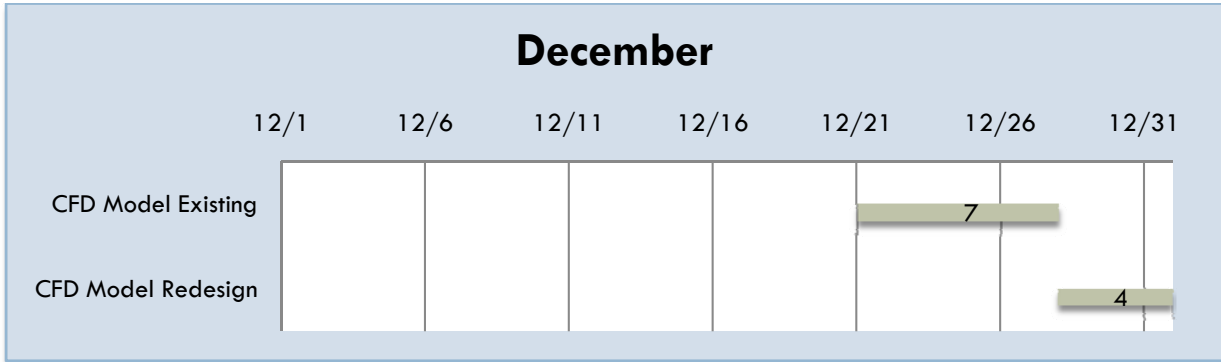 December
12/1 12/6 12/11 12/16 12/21 12/26 12/31
CFD Model Existing 7
CFD Model Redesign 4